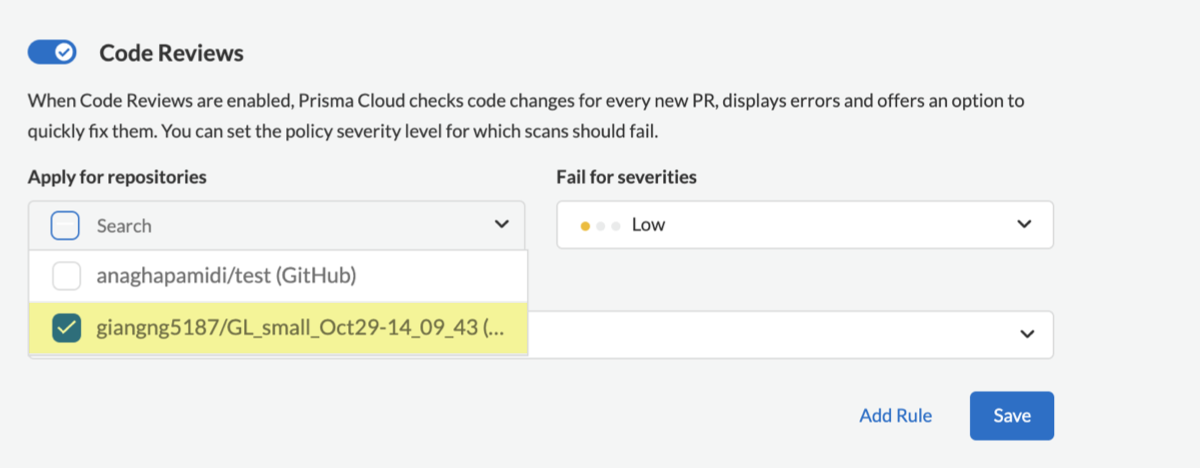 Code Reviews
When Code Reviews are enabled, Prisma Cloud checks code changes for every new PR, displays errors and offers an option to
quickly fix them. You can set the policy severity level for which scans should fail.
Apply for repositories
Fail for severities
Search
Low
anaghapamidi/test (GitHub)
giangng5187/GL_small_Oct29-14_09_43 (...
Add Rule
Save